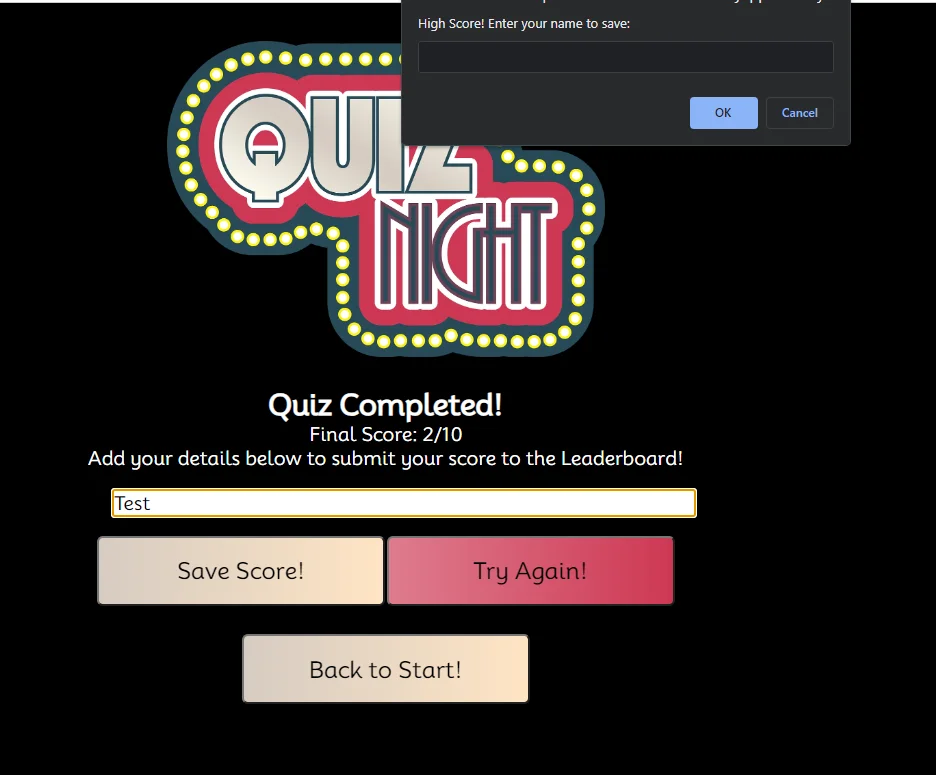 High Score! Enter your name to save:
OK
Cancel
QUIZ
NIGHT
Quiz Completed!
Final Score: 2/10
Add your details below to submit your score to the Leaderboard!
Test
Save Score!
Try Again!
Back to Start!